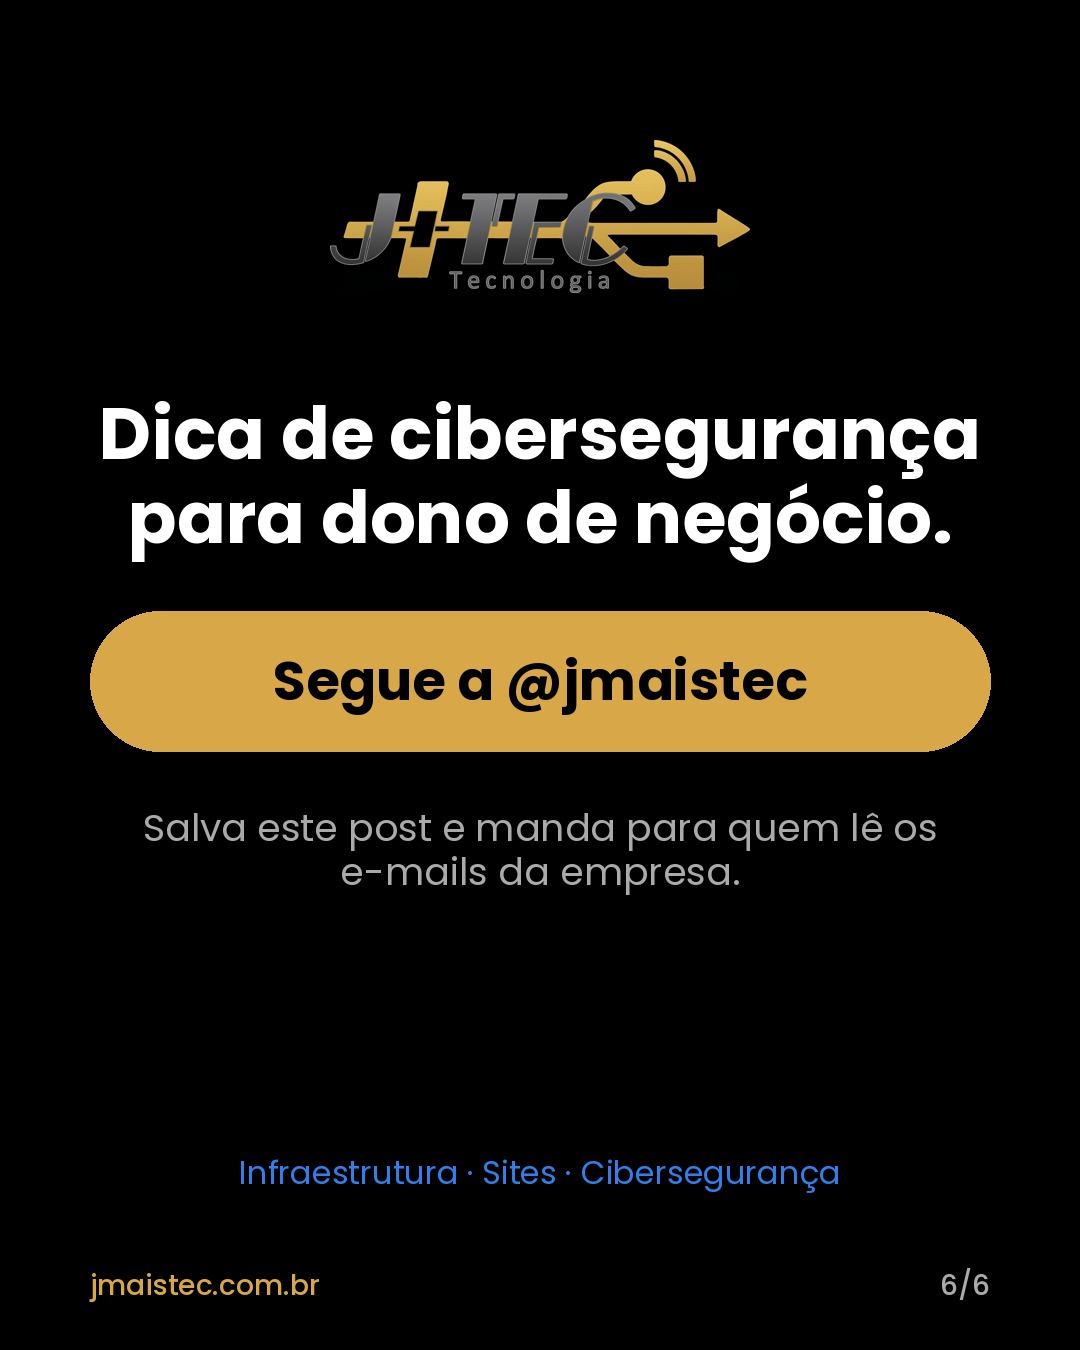 J+TEC
Tecnologia
Dica de cibersegurança
para dono de negócio.
Segue a @jmaistec
Salva este post e manda para quem lê os
e-mails da empresa.
Infraestrutura · Sites · Cibersegurança
jmaistec.com.br
6/6